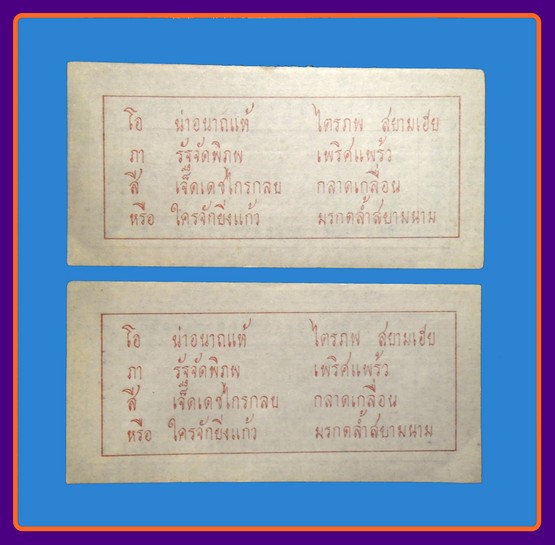 โอ น่าอนาถแท้ ไตรภพ สยามเฮย
ภา รัฐจัดพิภพ เพริศแพร้ว
สี เจ็ดเดชไกรกลบ กลาดเกลื่อน
หรือ ใครจักยิ่งแก้ว มรกตล้ำสยามนาม
โอ น่าอนาถแท้ ไตรภพ สยามเฮย
ภา รัฐจัดพิภพ เพริศแพร้ว
สี เจ็ดเดชไกรกลบ กลาดเกลื่อน
หรือ ใครจักยิ่งแก้ว มรกตล้ำสยามนาม